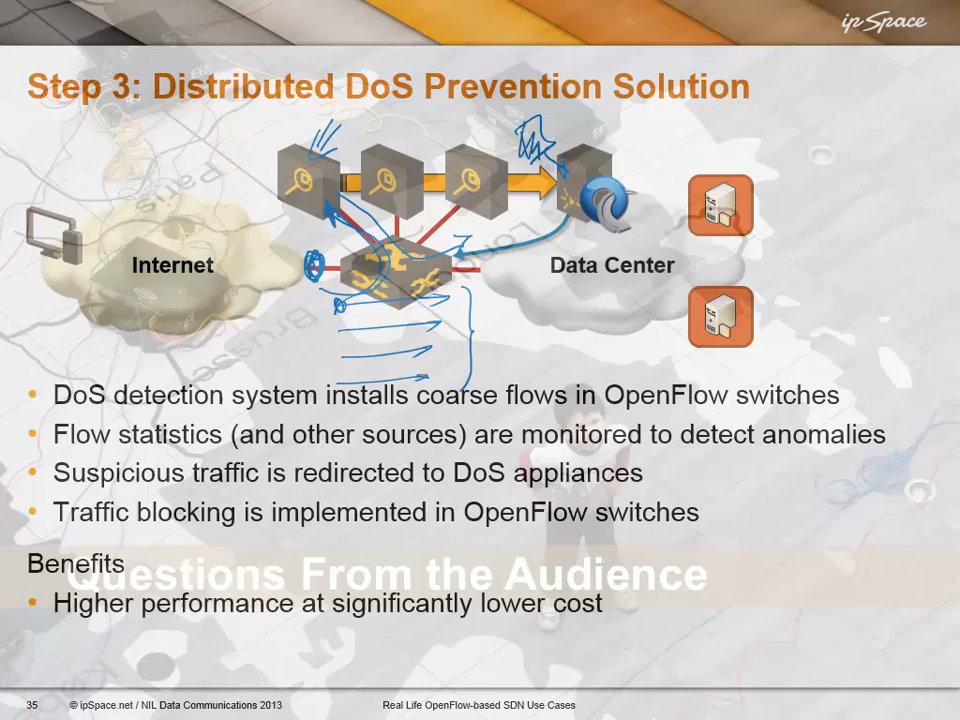 ipSpace
Step 3: Distributed DoS Prevention Solution
Paris
London
Internet
Data Center
• DoS detection system installs coarse flows in OpenFlow switches
• Flow statistics (and other sources) are monitored to detect anomalies
• Suspicious traffic is redirected to DoS appliances
• Traffic blocking is implemented in OpenFlow switches
Benefits
Questions From the Audience
• Higher performance at significantly lower cost
35 © ipSpace.net / NIL Data Communications 2013 Real Life OpenFlow-based SDN Use Cases